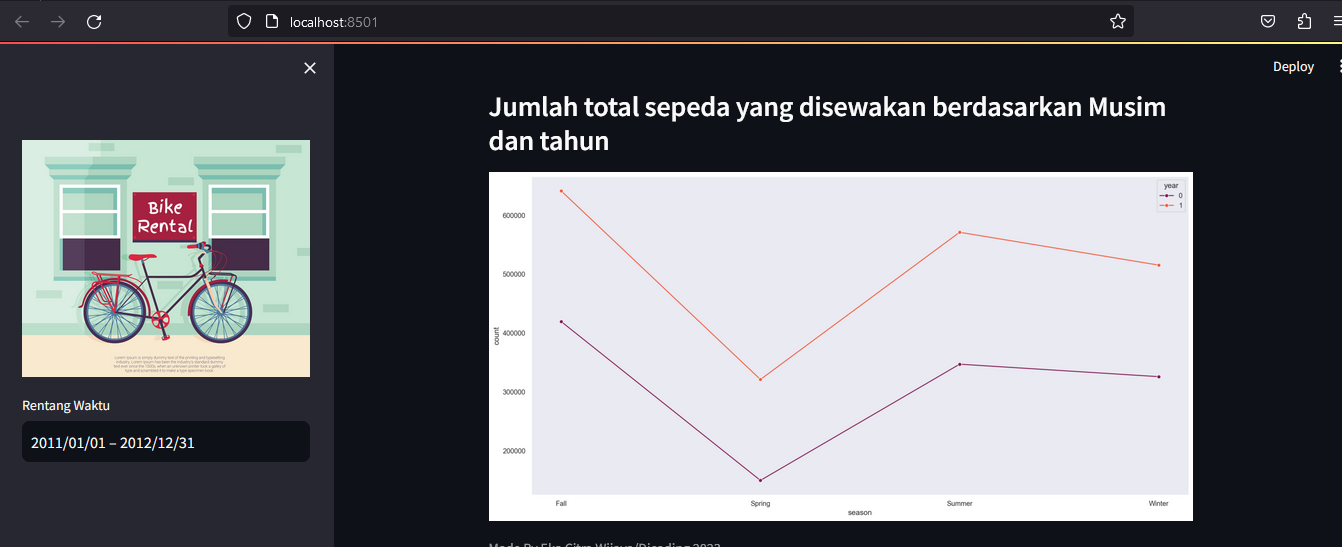 localhost:8501
Deploy
Bike
Rental
Rentang Waktu
2011/01/01 – 2012/12/31
Jumlah total sepeda yang disewakan berdasarkan Musim
dan tahun
year
0
1
600000
500000
400000
300000
200000
count
Fall Spring Summer Winter
season